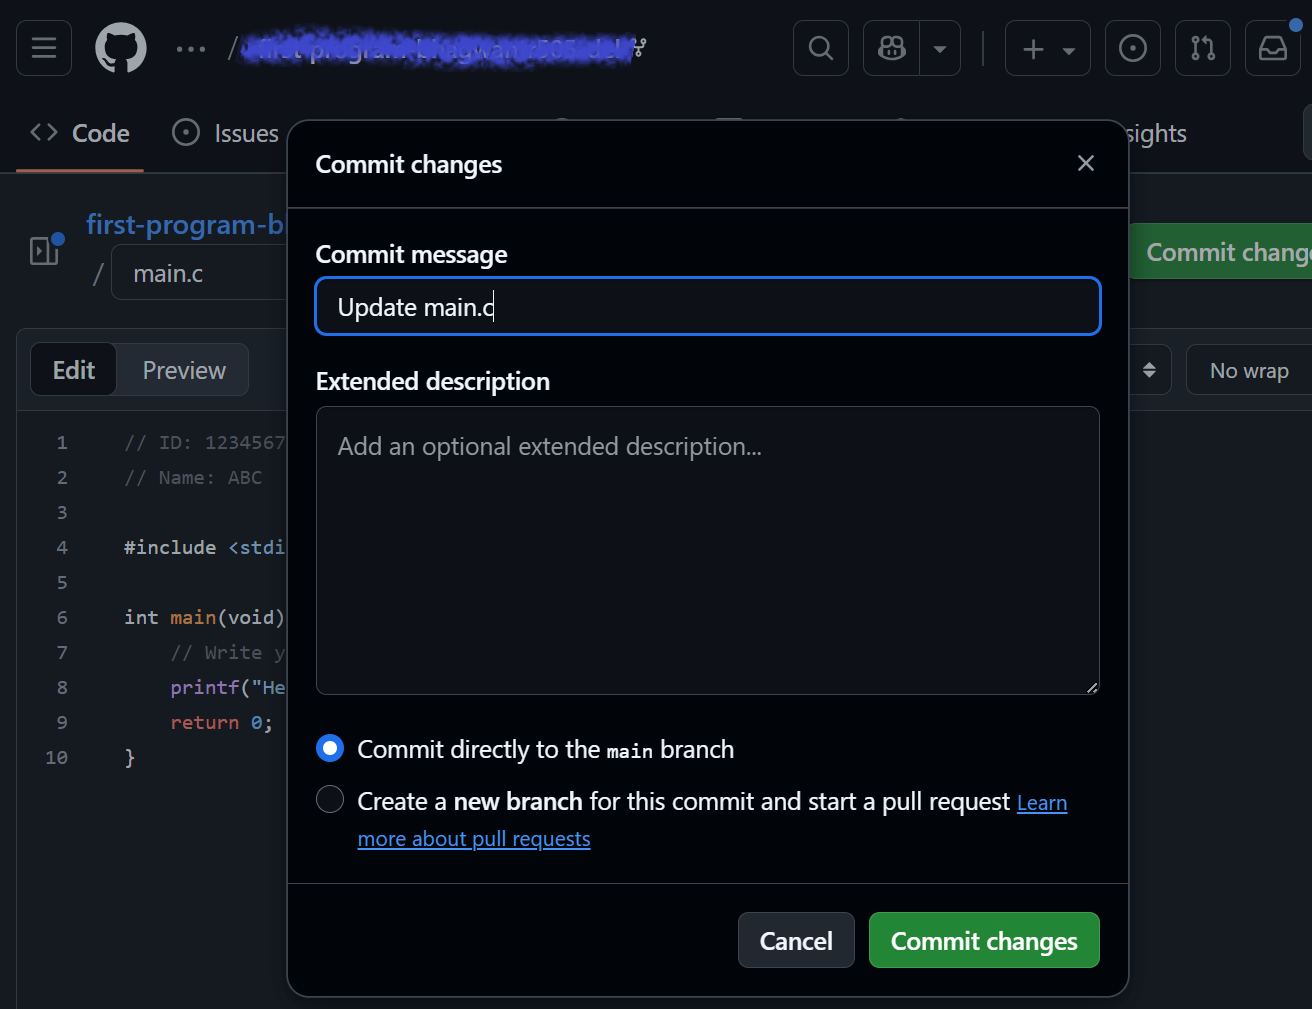 /
Code
Issues
sights
first-program-b
/ main.c
Commit chang
Edit
Preview
No wrap
1 // ID: 1234567
2 // Name: ABC
3
4 #include <stdi
5
6 int main(void)
7 // Write y
8 printf("He
9 return 0;
10 }
Commit changes
Commit message
Update main.c
Extended description
Add an optional extended description...
Commit directly to the main branch
Create a new branch for this commit and start a pull request Learn
more about pull requests
Cancel
Commit changes